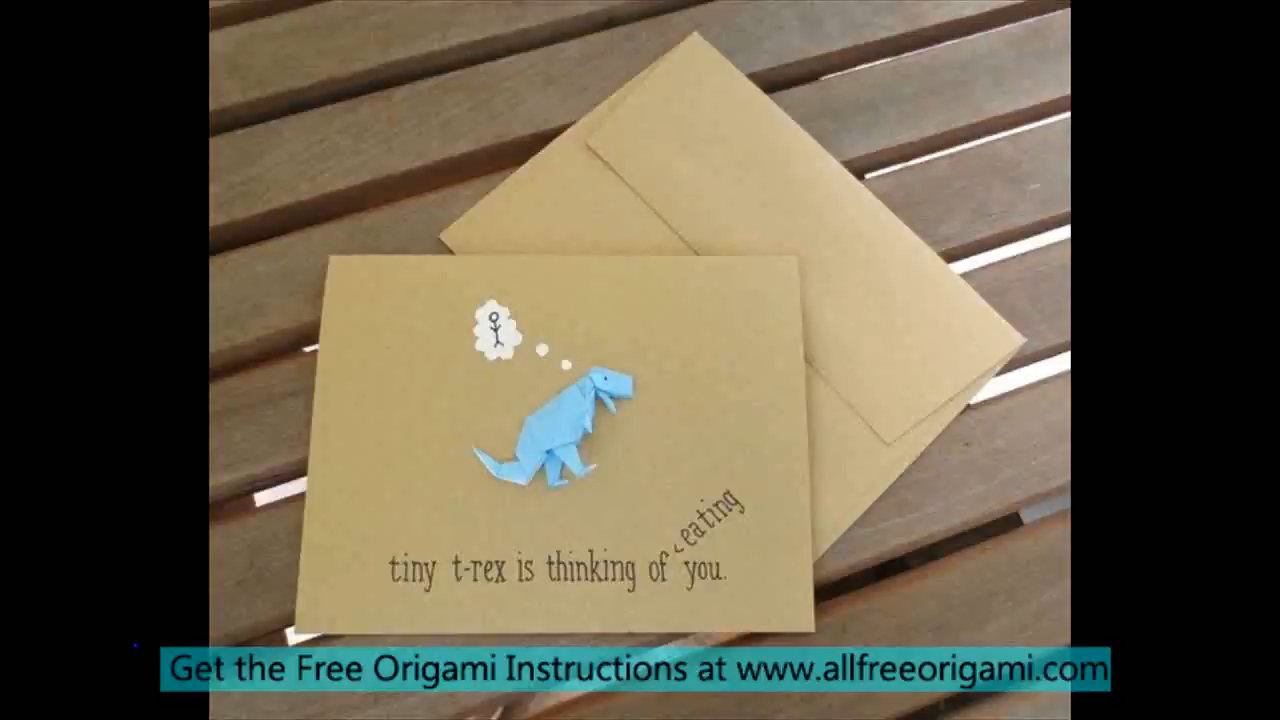 eating
tiny t-rex is thinking of ‹ you.
Get the Free Origami Instructions at www.allfreeorigami.com